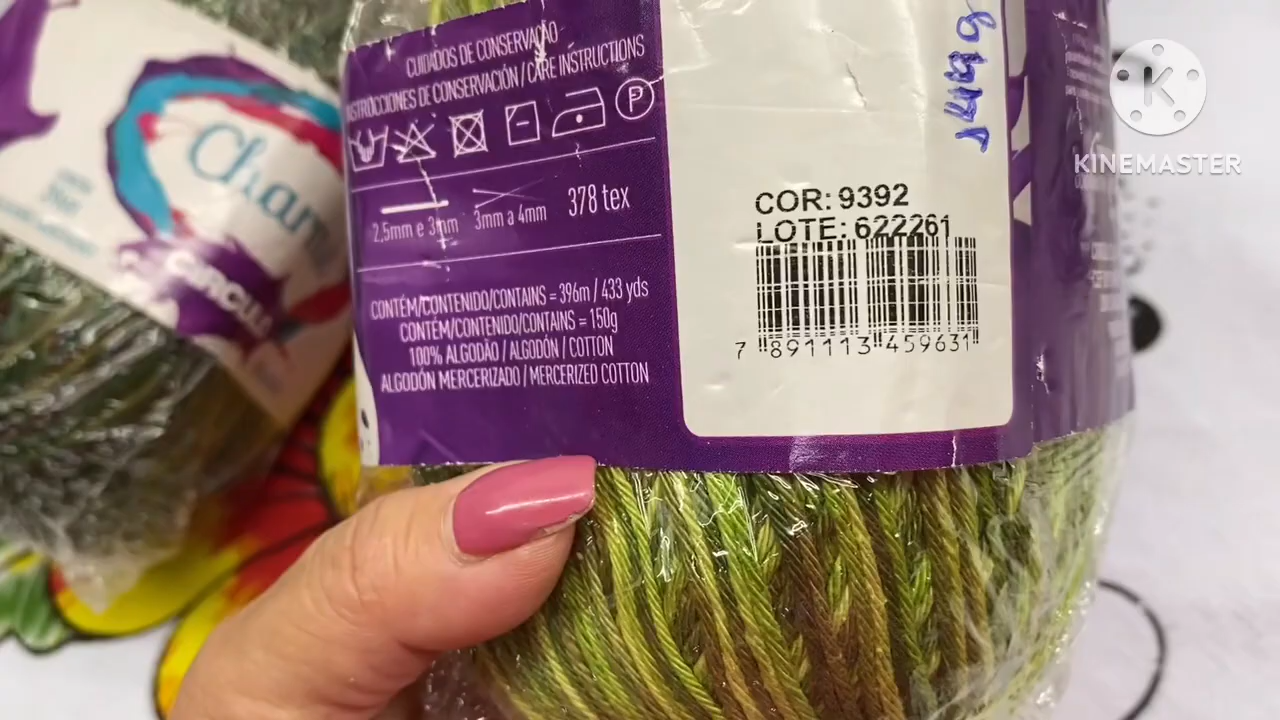 Charm
CÍRCULO
CUIDADOS DE CONSERVAÇÃO
INSTRUCCIONES DE CONSERVACIÓN / CARE INSTRUCTIONS
P
2,5mm e 3mm 3mm a 4mm 378 tex
CONTÉM/CONTENIDO/CONTAINS = 396m / 433 yds
CONTÉM/CONTENIDO/CONTAINS = 150g
100% ALGODÃO / ALGODÓN / COTTON
ALGODÓN MERCERIZADO / MERCERIZED COTTON
COR: 9392
LOTE: 622261
7 891113 459631
K
KINEMASTER